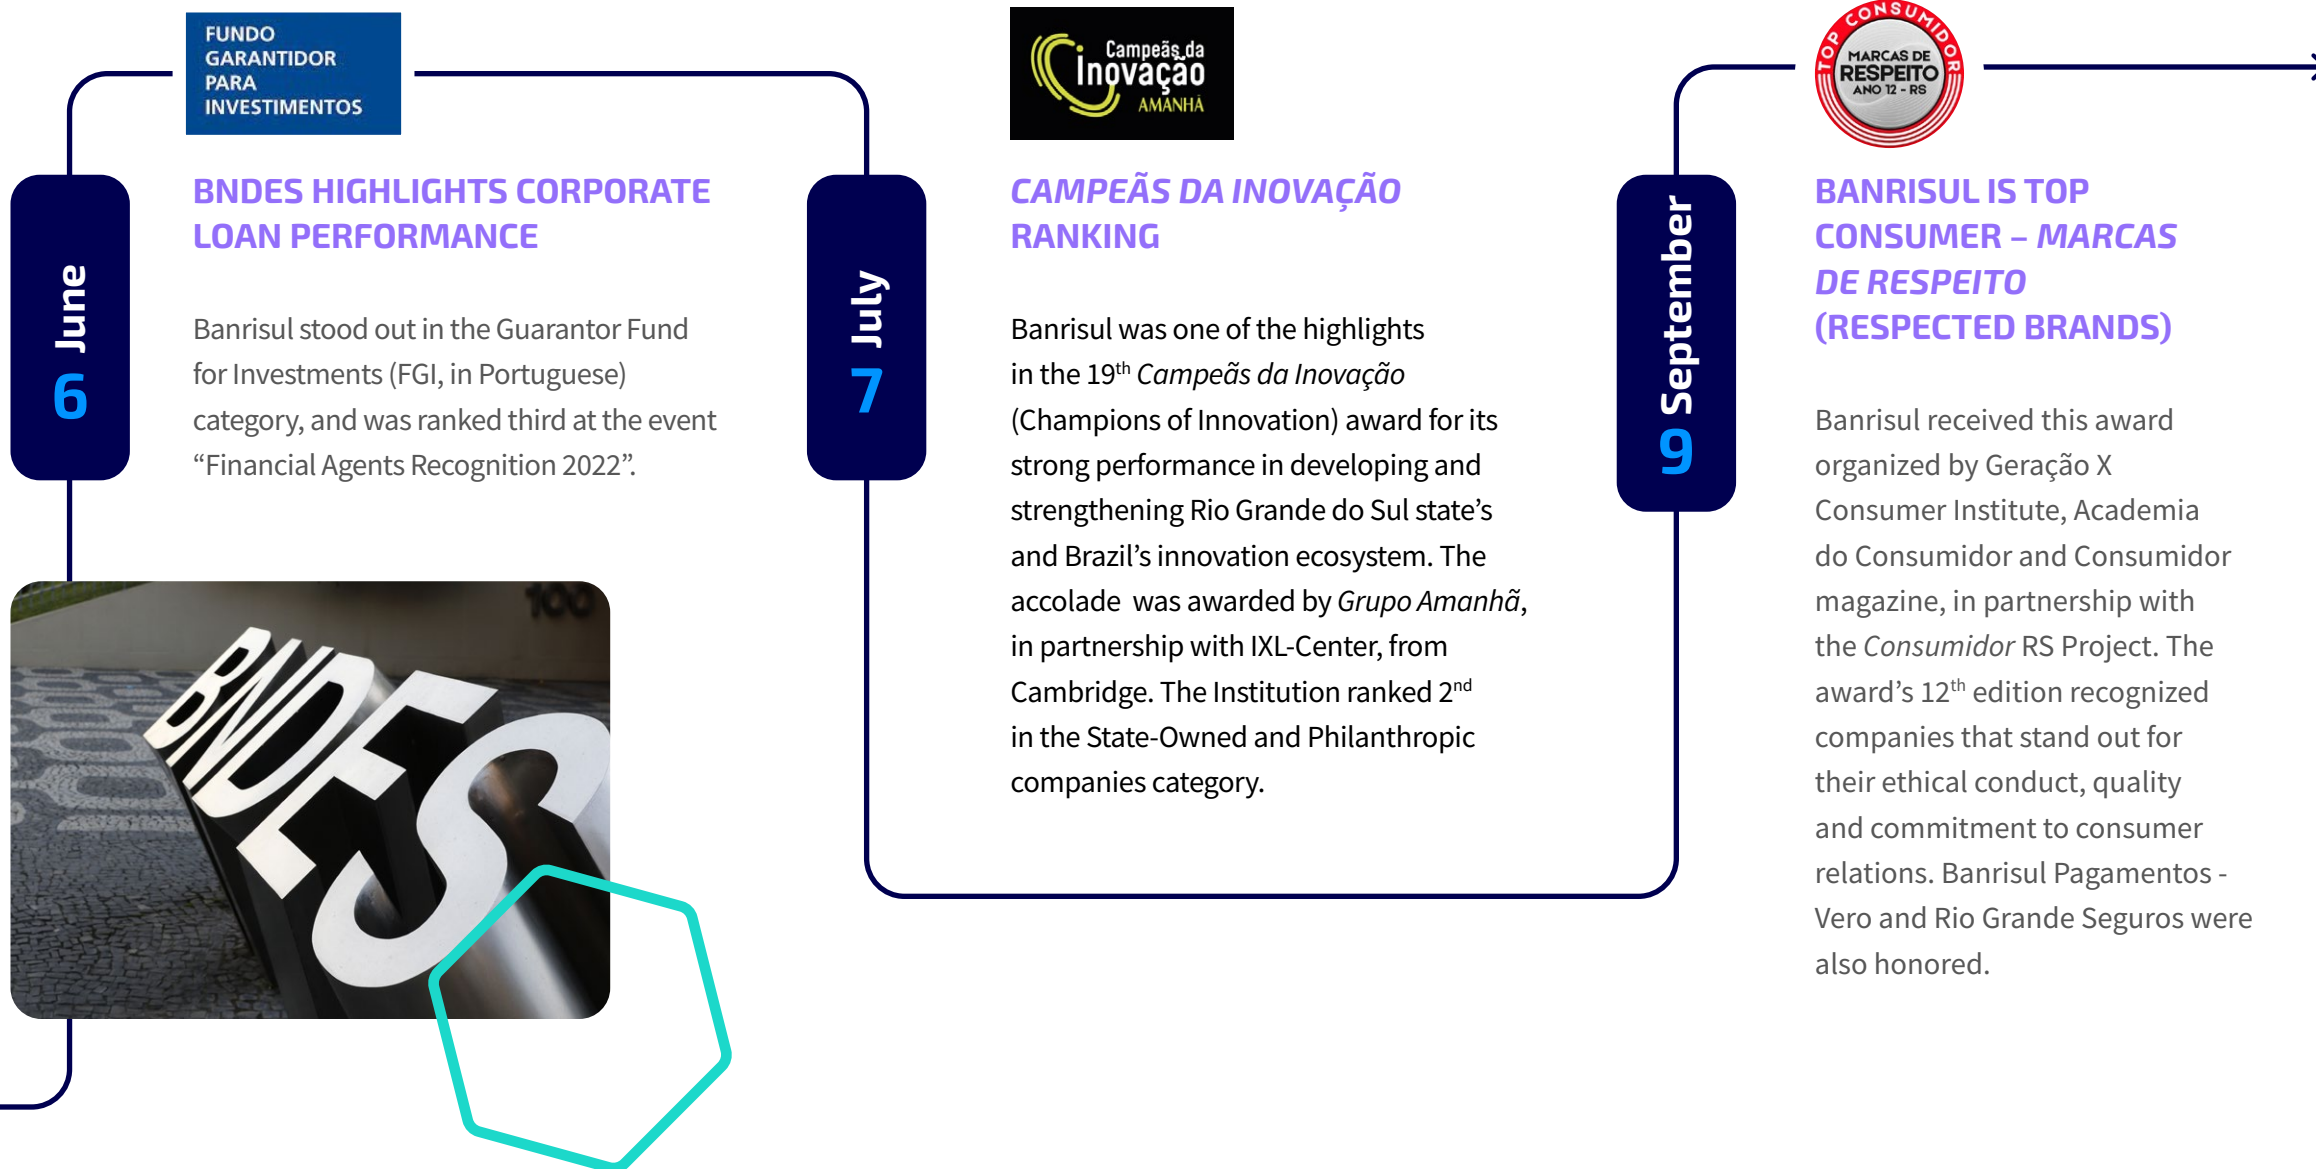 FUNDO
GARANTIDOR
PARA
INVESTIMENTOS
6 June
BNDES HIGHLIGHTS CORPORATE
LOAN PERFORMANCE
Banrisul stood out in the Guarantor Fund
for Investments (FGI, in Portuguese)
category, and was ranked third at the event
“Financial Agents Recognition 2022”.
100
BNDES
Campeãs da
Inovação
AMANHÃ
7 July
CAMPEÃS DA INOVAÇÃO
RANKING
Banrisul was one of the highlights
in the 19th Campeãs da Inovação
(Champions of Innovation) award for its
strong performance in developing and
strengthening Rio Grande do Sul state’s
and Brazil’s innovation ecosystem. The
accolade  was awarded by Grupo Amanhã,
in partnership with IXL-Center, from
Cambridge. The Institution ranked 2nd
in the State-Owned and Philanthropic
companies category.
TOP CONSUMIDOR
MARCAS DE
RESPEITO
ANO 12 - RS
9 September
BANRISUL IS TOP
CONSUMER – MARCAS
DE RESPEITO
(RESPECTED BRANDS)
Banrisul received this award
organized by Geração X
Consumer Institute, Academia
do Consumidor and Consumidor
magazine, in partnership with
the Consumidor RS Project. The
award’s 12th edition recognized
companies that stand out for
their ethical conduct, quality
and commitment to consumer
relations. Banrisul Pagamentos -
Vero and Rio Grande Seguros were
also honored.